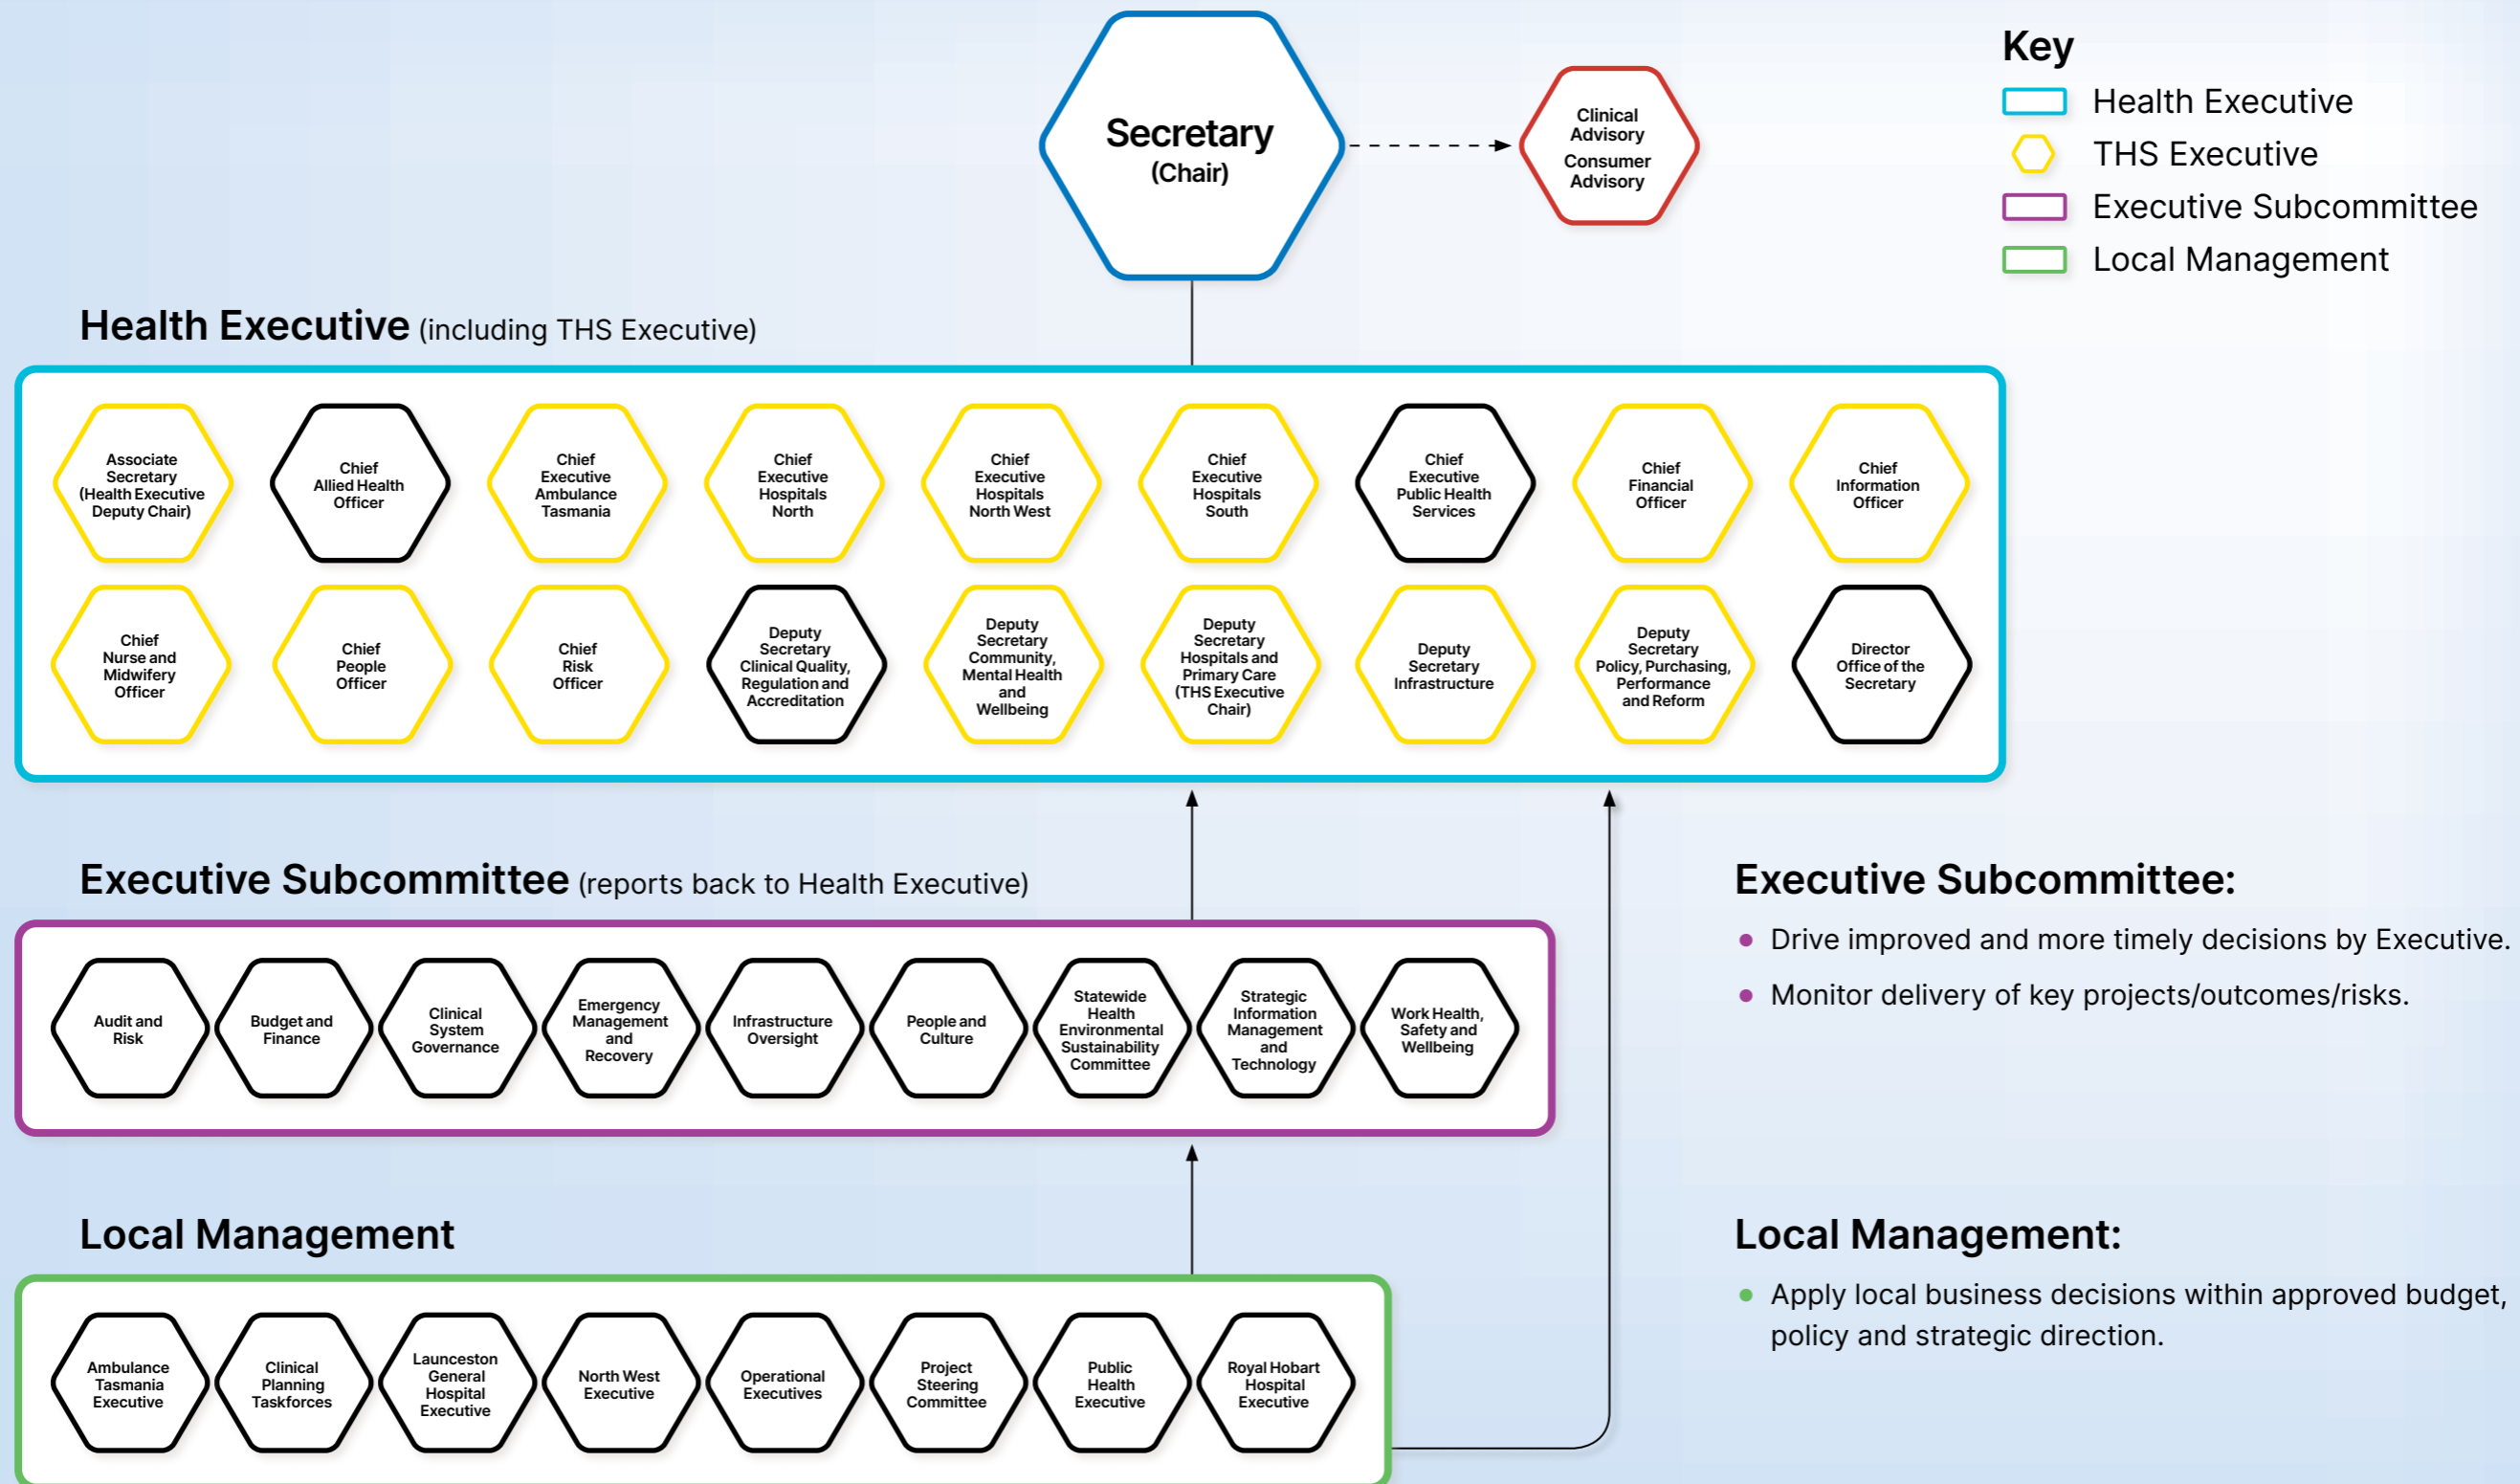 Secretary
(Chair)
Clinical
Advisory
Consumer
Advisory
Key
Health Executive
THS Executive
Executive Subcommittee
Local Management
Health Executive (including THS Executive)
Associate
Secretary
(Health Executive
Deputy Chair)
Chief
Allied Health
Officer
Chief
Executive
Ambulance
Tasmania
Chief
Executive
Hospitals
North
Chief
Executive
Hospitals
North West
Chief
Executive
Hospitals
South
Chief
Executive
Public Health
Services
Chief
Financial
Officer
Chief
Information
Officer
Chief
Nurse and
Midwifery
Officer
Chief
People
Officer
Chief
Risk
Officer
Deputy
Secretary
Clinical Quality,
Regulation and
Accreditation
Deputy
Secretary
Community,
Mental Health
and
Wellbeing
Deputy
Secretary
Hospitals and
Primary Care
(THS Executive
Chair)
Deputy
Secretary
Infrastructure
Deputy
Secretary
Policy, Purchasing,
Performance
and Reform
Director
Office of the
Secretary
Executive Subcommittee (reports back to Health Executive)
Audit and
Risk
Budget and
Finance
Clinical
System
Governance
Emergency
Management
and
Recovery
Infrastructure
Oversight
People and
Culture
Statewide
Health
Environmental
Sustainability
Committee
Strategic
Information
Management
and
Technology
Work Health,
Safety and
Wellbeing
Executive Subcommittee:
• Drive improved and more timely decisions by Executive.
• Monitor delivery of key projects/outcomes/risks.
Local Management
Ambulance
Tasmania
Executive
Clinical
Planning
Taskforces
Launceston
General
Hospital
Executive
North West
Executive
Operational
Executives
Project
Steering
Committee
Public
Health
Executive
Royal Hobart
Hospital
Executive
Local Management:
• Apply local business decisions within approved budget,
policy and strategic direction.